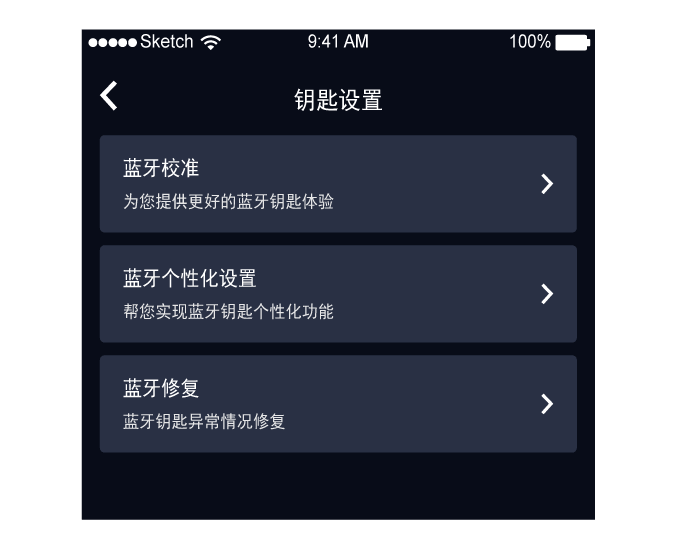 Sketch 9:41 AM 100%
钥匙设置
蓝牙校准
为您提供更好的蓝牙钥匙体验
蓝牙个性化设置
帮您实现蓝牙钥匙个性化功能
蓝牙修复
蓝牙钥匙异常情况修复